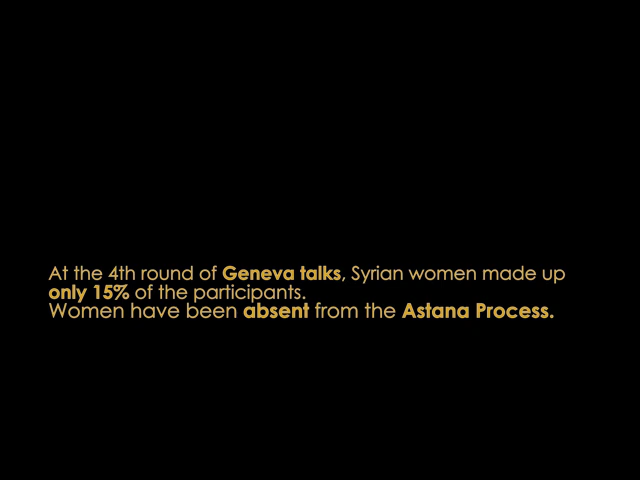 At the 4th round of Geneva talks, Syrian women made up
only 15% of the participants.
Women have been absent from the Astana Process.